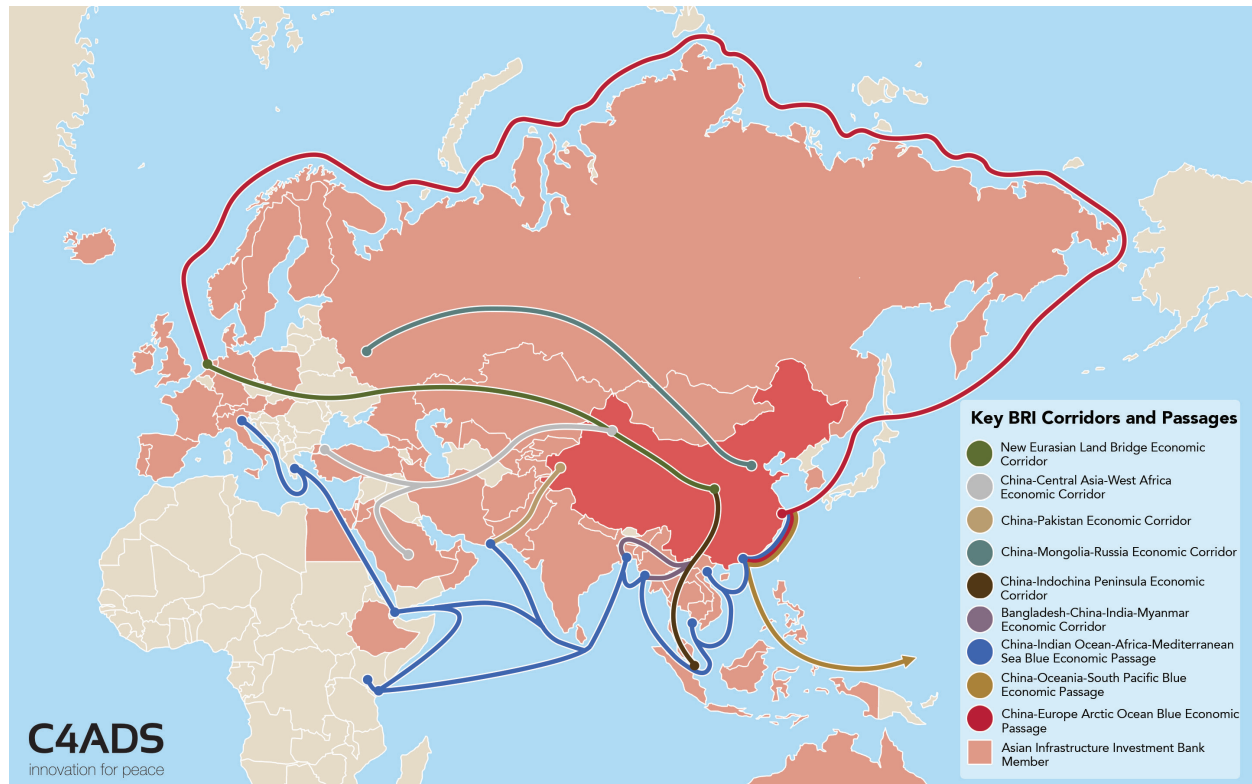 Key BRI Corridors and Passages
New Eurasian Land Bridge Economic
Corridor
China-Central Asia-West Africa
Economic Corridor
China-Pakistan Economic Corridor
China-Mongolia-Russia Economic Corridor
China-Indochina Peninsula Economic
Corridor
Bangladesh-China-India-Myanmar
Economic Corridor
China-Indian Ocean-Africa-Mediterranean
Sea Blue Economic Passage
China-Oceania-South Pacific Blue
Economic Passage
China-Europe Arctic Ocean Blue Economic
Passage
Asian Infrastructure Investment Bank
Member
C4ADS
innovation for peace